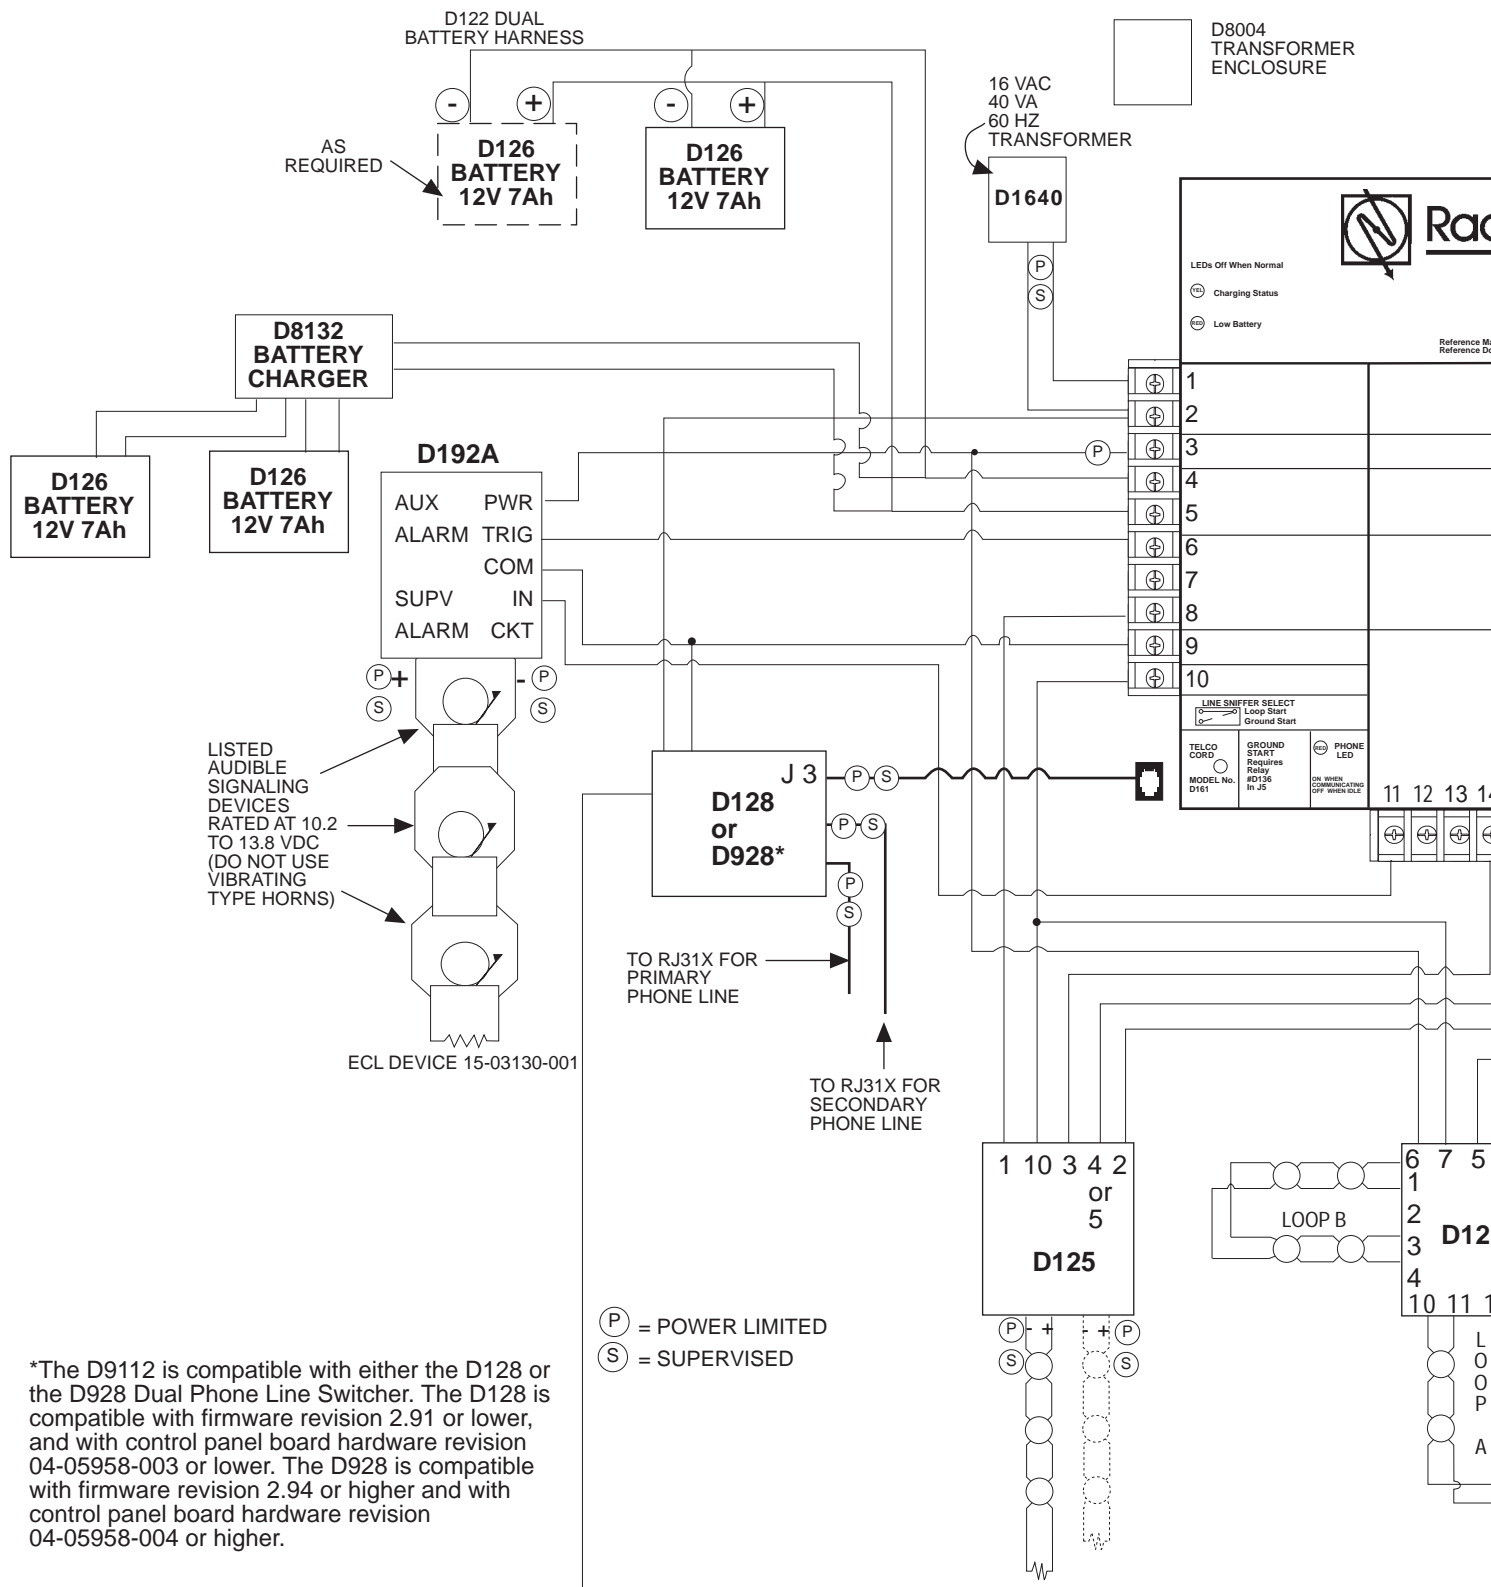 D122 DUAL
BATTERY HARNESS
D8004
TRANSFORMER
ENCLOSURE
16 VAC
40 VA
60 HZ
TRANSFORMER
- + - +
AS
REQUIRED
D126
BATTERY
12V 7Ah
D126
BATTERY
12V 7Ah
D1640
P
S
LEDs Off When Normal
YEL Charging Status
RED Low Battery
D8132
BATTERY
CHARGER
D126
BATTERY
12V 7Ah
D126
BATTERY
12V 7Ah
D192A
AUX PWR
ALARM TRIG
COM
SUPV IN
ALARM CKT
P + - P
S S
P
1
2
3
4
5
6
7
8
9
10
LINE SNIFFER SELECT
Loop Start
Ground Start
TELCO
CORD
MODEL No.
D161
GROUND
START
Requires
Relay
#D136
In J5
RED PHONE
LED
ON WHEN
COMMUNICATING
OFF WHEN IDLE
11 12 13
LISTED
AUDIBLE
SIGNALING
DEVICES
RATED AT 10.2
TO 13.8 VDC
(DO NOT USE
VIBRATING
TYPE HORNS)
ECL DEVICE 15-03130-001
J 3
D128
or
D928*
P S
P S
P
S
TO RJ31X FOR
PRIMARY
PHONE LINE
TO RJ31X FOR
SECONDARY
PHONE LINE
1 10 3 4 2
or
5
D125
P - + - + P
S S
6 7 5
1
2
3
4
10 11
LOOP B
LOOP A
P = POWER LIMITED
S = SUPERVISED
*The D9112 is compatible with either the D128 or
the D928 Dual Phone Line Switcher. The D128 is
compatible with firmware revision 2.91 or lower,
and with control panel board hardware revision
04-05958-003 or lower. The D928 is compatible
with firmware revision 2.94 or higher and with
control panel board hardware revision
04-05958-004 or higher.